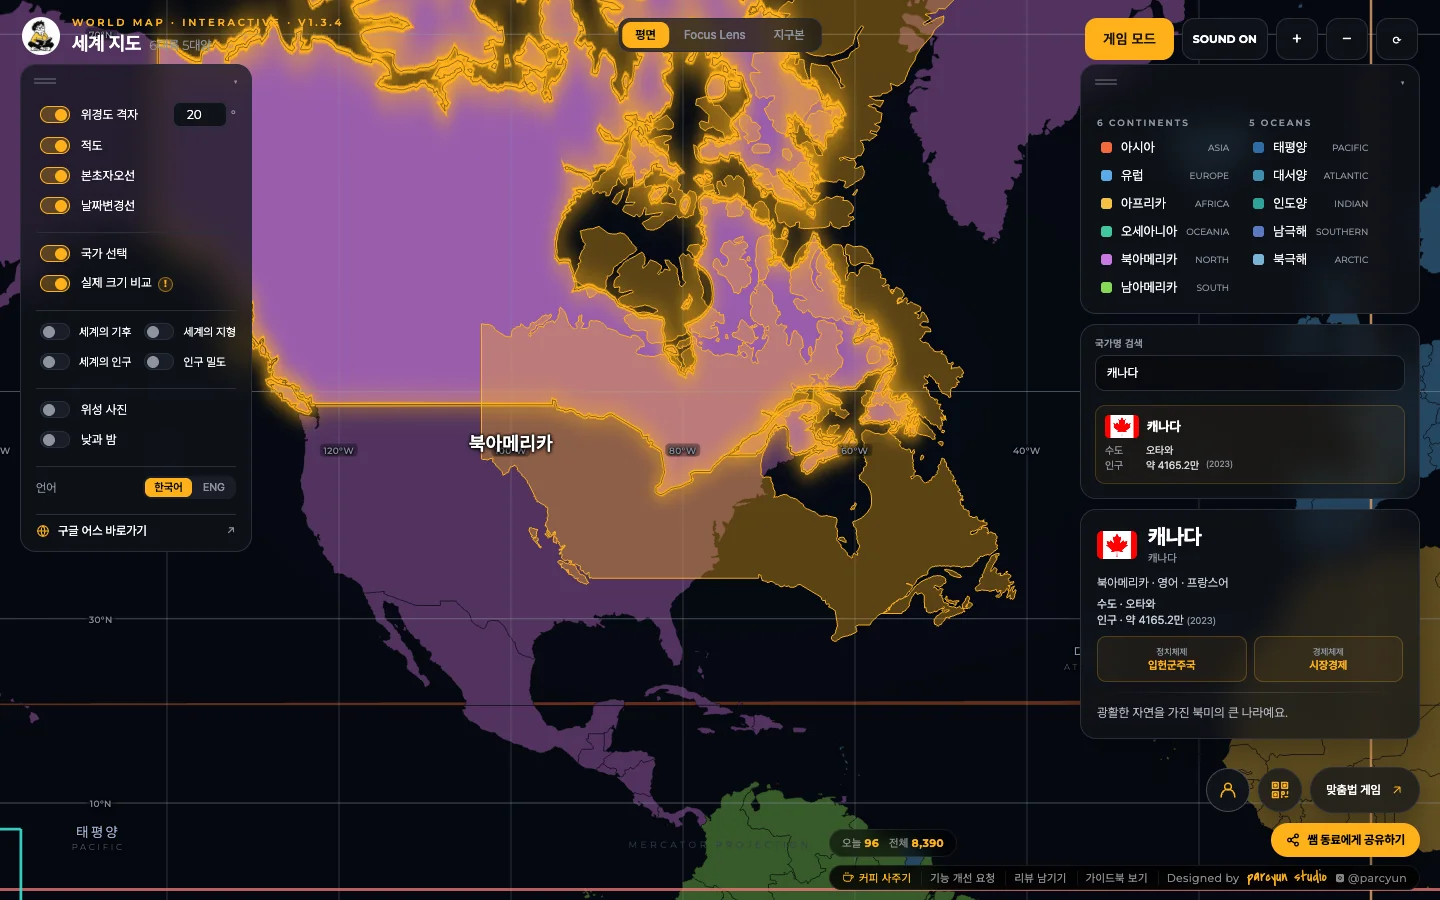 WORLD MAP · INTERACTIVE · V1.3.4
세계 지도 6대륙 5대양
평면 Focus Lens 지구본
게임 모드 SOUND ON + −
위경도 격자 20 °
적도
본초자오선
날짜변경선
국가 선택
실제 크기 비교 !
세계의 기후 세계의 지형
세계의 인구 인구 밀도
위성 사진
낮과 밤
언어 한국어 ENG
구글 어스 바로가기 ↗
70°N
120°W
북아메리카
80°W
60°W
40°W
30°N
10°N
태평양
PACIFIC
MERCATOR PROJECTION
6 CONTINENTS 5 OCEANS
아시아 ASIA 태평양 PACIFIC
유럽 EUROPE 대서양 ATLANTIC
아프리카 AFRICA 인도양 INDIAN
오세아니아 OCEANIA 남극해 SOUTHERN
북아메리카 NORTH 북극해 ARCTIC
남아메리카 SOUTH
국가명 검색
캐나다
캐나다
수도 오타와
인구 약 4165.2만 (2023)
캐나다
캐나다
북아메리카 · 영어 · 프랑스어
수도 · 오타와
인구 · 약 4165.2만 (2023)
정치체제 경제체제
입헌군주국 시장경제
광활한 자연을 가진 북미의 큰 나라예요.
맞춤법 게임 ↗
쌤 동료에게 공유하기
오늘 96 전체 8,390
커피 사주기 기능 개선 요청 리뷰 남기기 가이드북 보기 Designed by parcyun studio @parcyun